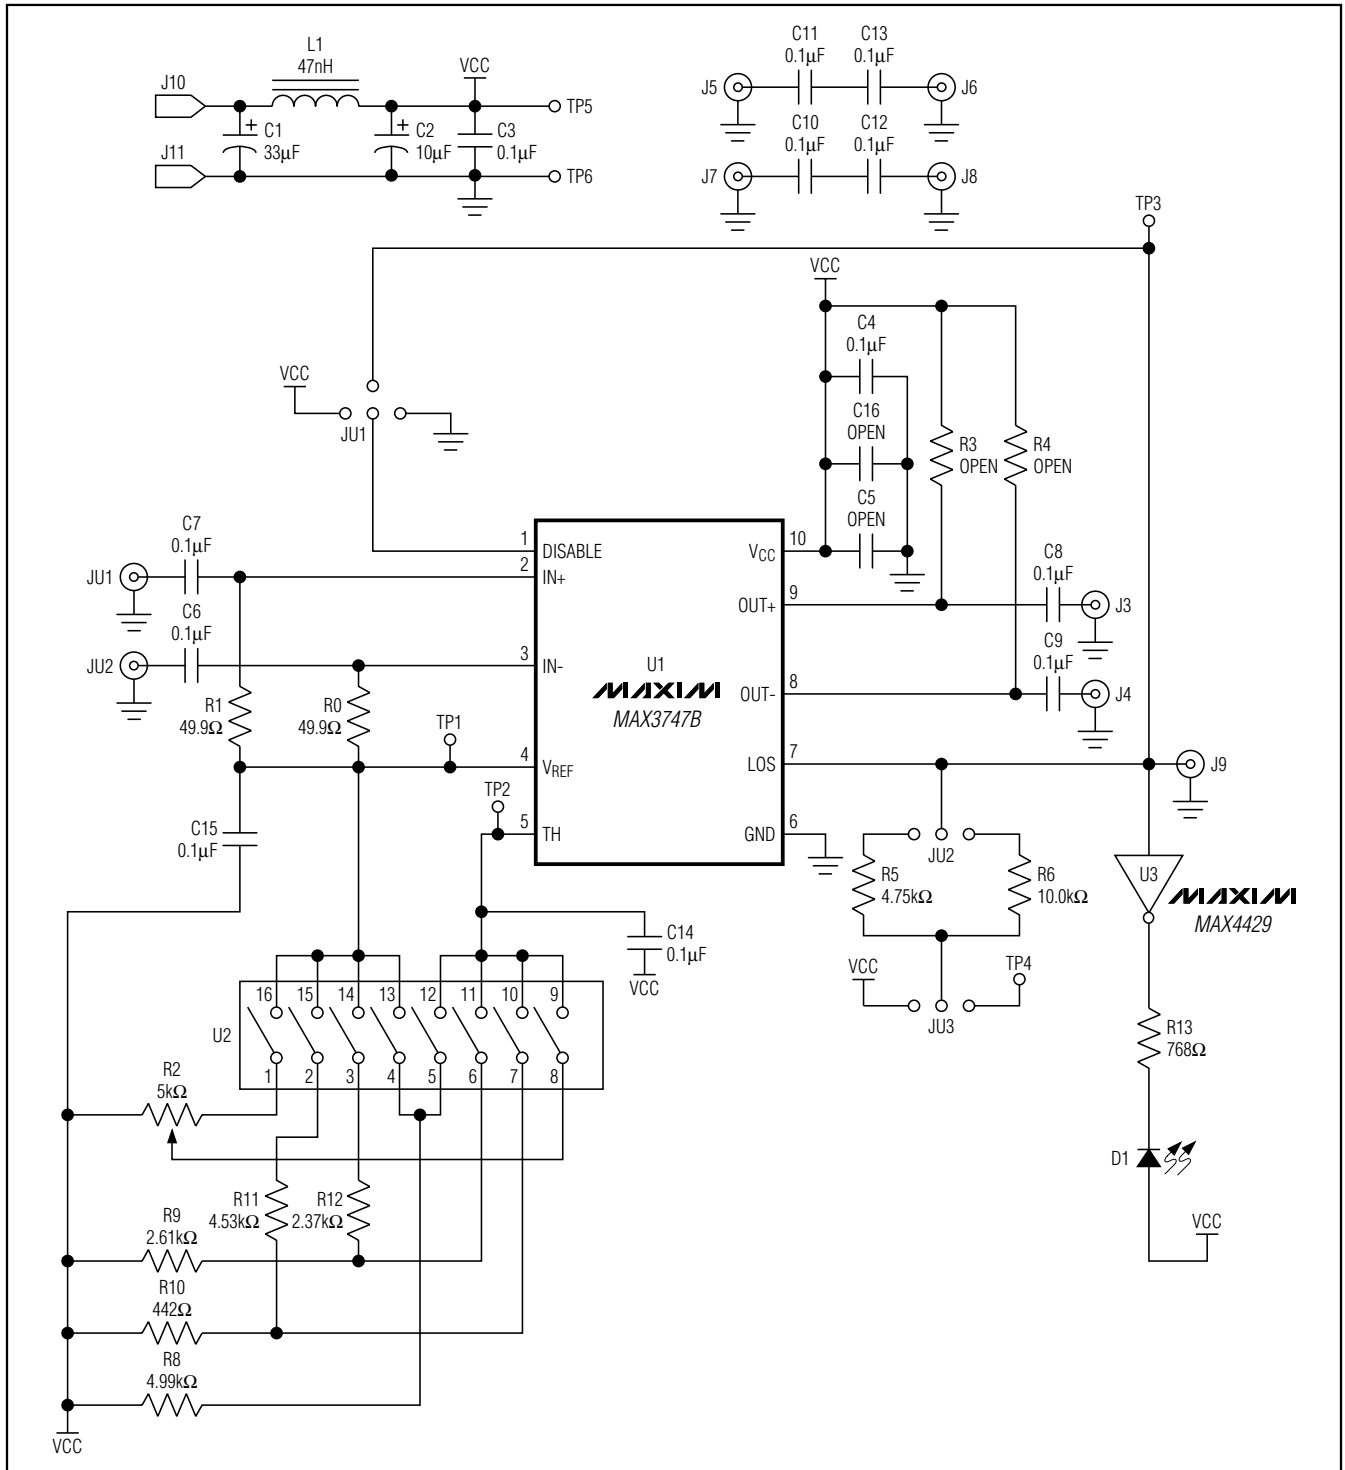 L1
47nH
J10
VCC
TP5
C1
33μF
C2
10μF
C3
0.1μF
J11
TP6
C11
0.1μF
C13
0.1μF
J5
J6
C10
0.1μF
C12
0.1μF
J7
J8
TP3
VCC
C4
0.1μF
VCC
C16
OPEN
JU1
R3
OPEN
R4
OPEN
C5
OPEN
C7
0.1μF
1
DISABLE
10
VCC
C8
0.1μF
JU1
2
IN+
9
OUT+
J3
C6
0.1μF
C9
0.1μF
JU2
3
IN-
U1
MAXIM
MAX3747B
8
OUT-
J4
R1
49.9Ω
R0
49.9Ω
TP1
4
VREF
7
LOS
J9
TP2
5
TH
6
GND
C15
0.1μF
JU2
R5
4.75kΩ
R6
10.0kΩ
U3
MAXIM
MAX4429
C14
0.1μF
VCC
VCC
TP4
JU3
16
15
14
13
12
11
10
9
U2
1
2
3
4
5
6
7
8
R13
768Ω
R2
5kΩ
D1
R11
4.53kΩ
R12
2.37kΩ
R9
2.61kΩ
VCC
R10
442Ω
R8
4.99kΩ
VCC